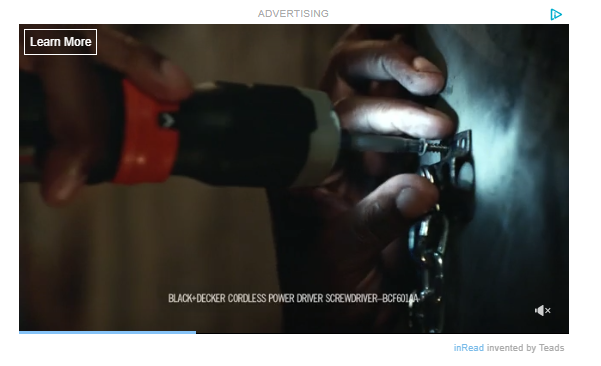 ADVERTISING
Learn More
BLACK+DECKER CORDLESS POWER DRIVER SCREWDRIVER–BCF601AA
inRead invented by Teads